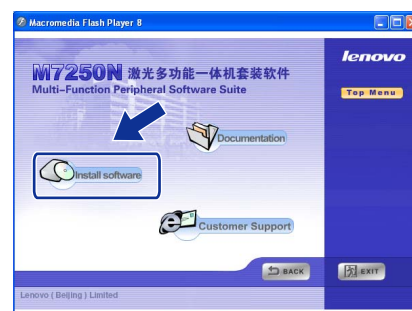 Macromedia Flash Player 8
lenovo
M7250N 激光多功能一体机套装软件
Multi-Function Peripheral Software Suite
Top Menu
Documentation
Install software
Customer Support
BACK
EXIT
Lenovo ( Beijing ) Limited